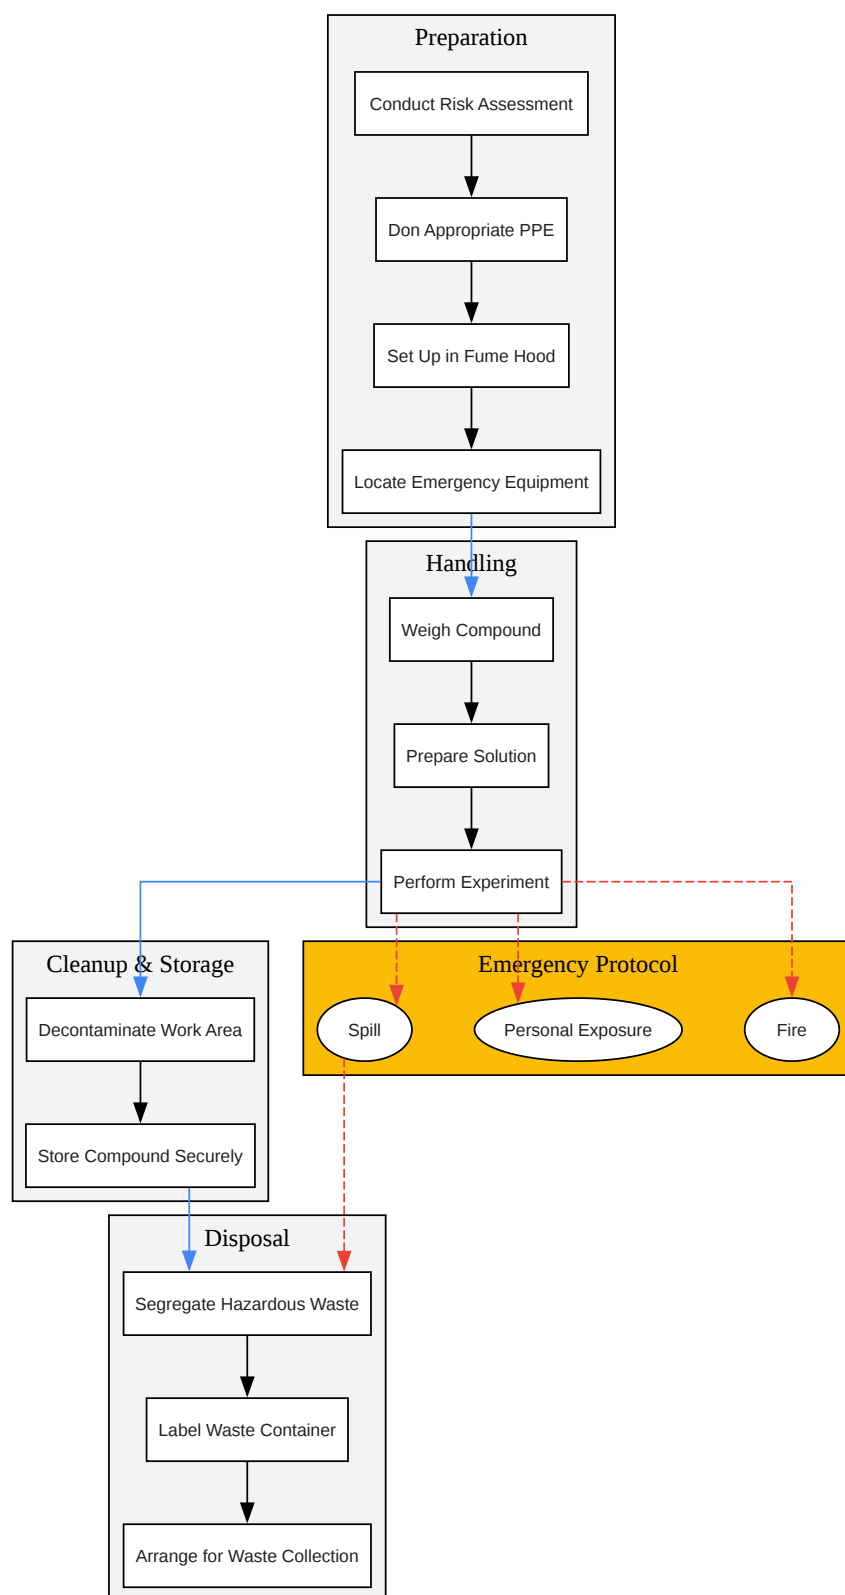 Preparation
Conduct Risk Assessment
Don Appropriate PPE
Set Up in Fume Hood
Locate Emergency Equipment
Handling
Weigh Compound
Prepare Solution
Perform Experiment
Cleanup & Storage
Decontaminate Work Area
Store Compound Securely
Emergency Protocol
Spill
Personal Exposure
Fire
Disposal
Segregate Hazardous Waste
Label Waste Container
Arrange for Waste Collection